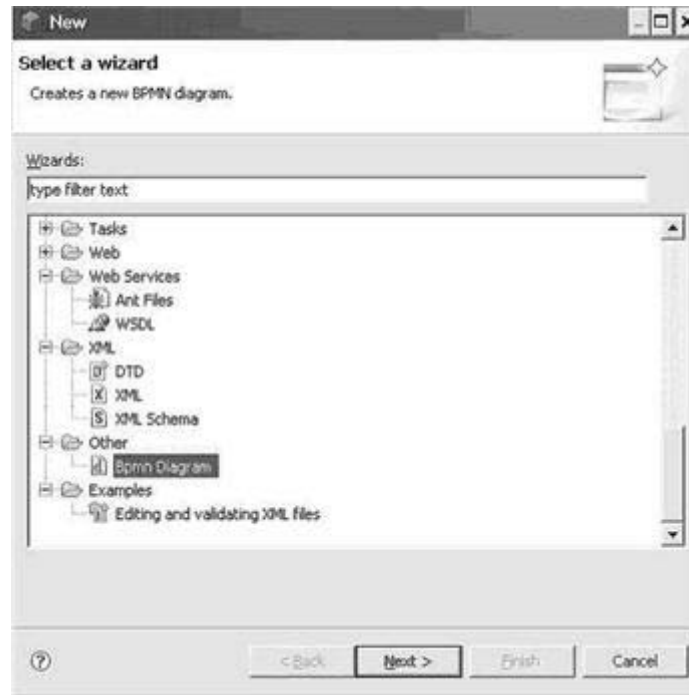 New
Select a wizard
Creates a new BPMN diagram.
Wizards:
type filter text
Tasks
Web
Web Services
Ant Files
WSDL
XML
DTD
XML
XML Schema
Other
Bpmn Diagram
Examples
Editing and validating XML files
< Back Next > Finish Cancel